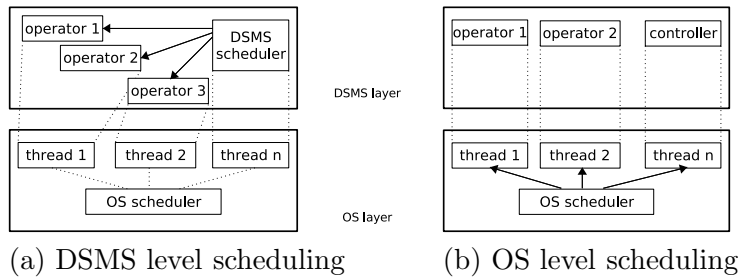 operator 1
DSMS
scheduler
operator 2
operator 3
DSMS layer
thread 1 thread 2 thread n
OS scheduler
OS layer
(a) DSMS level scheduling
operator 1 operator 2 controller
thread 1 thread 2 thread n
OS scheduler
(b) OS level scheduling